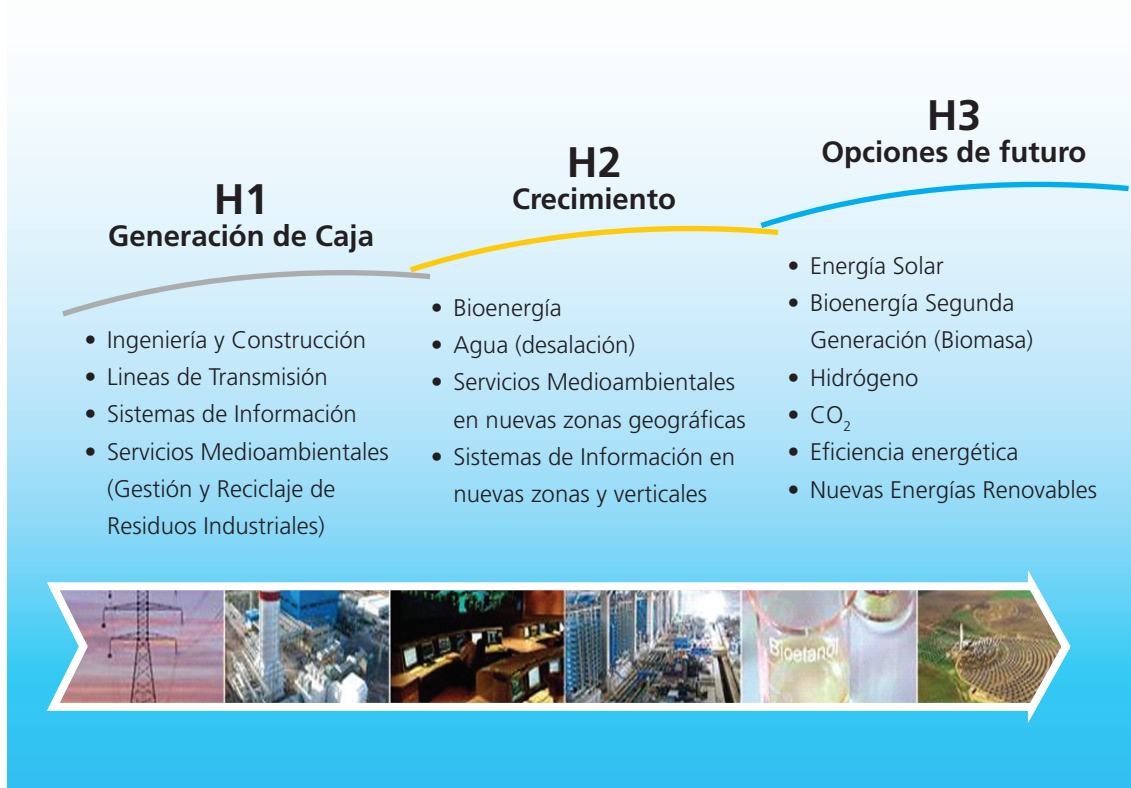 H1
Generación de Caja
• Ingeniería y Construcción
• Lineas de Transmisión
• Sistemas de Información
• Servicios Medioambientales
(Gestión y Reciclaje de
Residuos Industriales)
H2
Crecimiento
• Bioenergía
• Agua (desalación)
• Servicios Medioambientales
en nuevas zonas geográficas
• Sistemas de Información en
nuevas zonas y verticales
H3
Opciones de futuro
• Energía Solar
• Bioenergía Segunda
Generación (Biomasa)
• Hidrógeno
• CO₂
• Eficiencia energética
• Nuevas Energías Renovables
Bioetanol